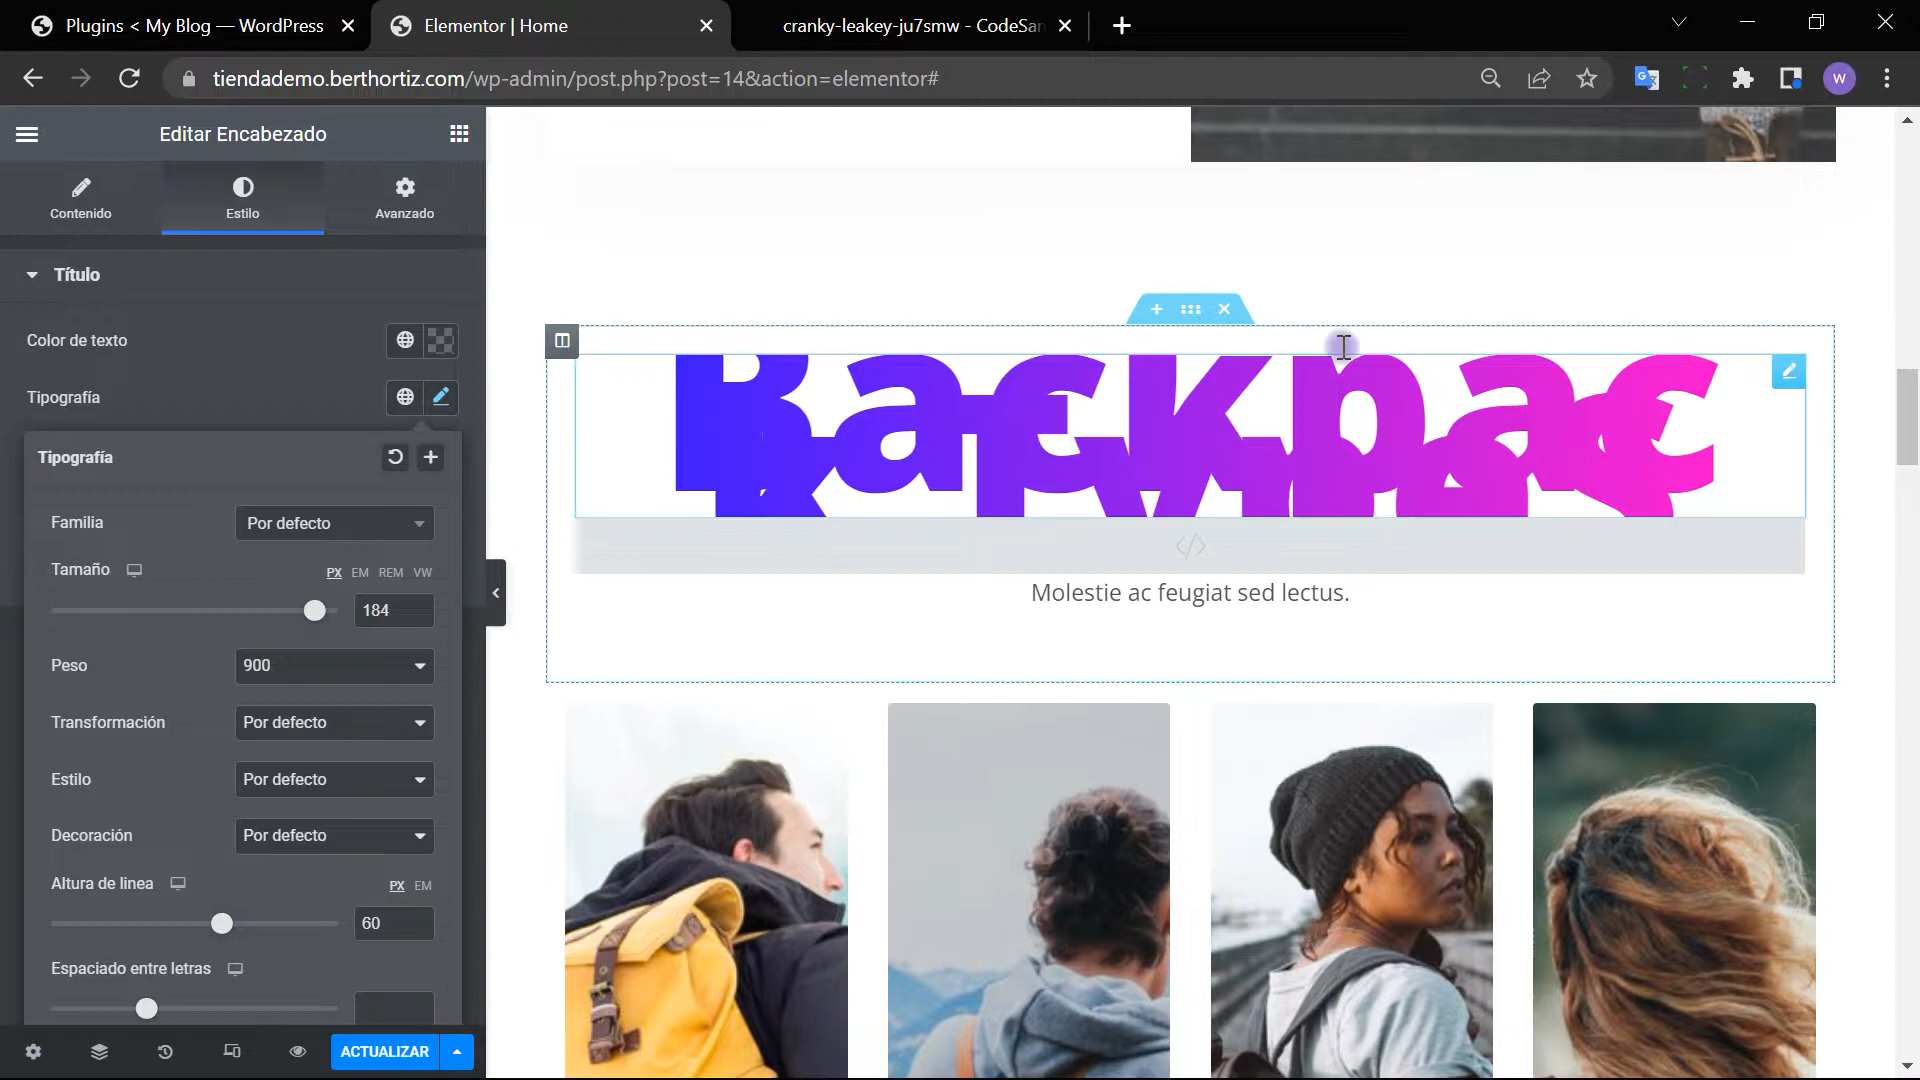 Plugins < My Blog — WordPress
Elementor | Home
cranky-leakey-ju7smw - CodeSan
tiendademo.berthortiz.com/wp-admin/post.php?post=14&action=elementor#
W
Editar Encabezado
Contenido
Estilo
Avanzado
Título
Color de texto
Tipografía
Tipografía
Familia
Por defecto
Tamaño
PX EM REM VW
184
Peso
900
Transformación
Por defecto
Estilo
Por defecto
Decoración
Por defecto
Altura de linea
PX EM
60
Espaciado entre letras
ACTUALIZAR
Backpac
Molestie ac feugiat sed lectus.